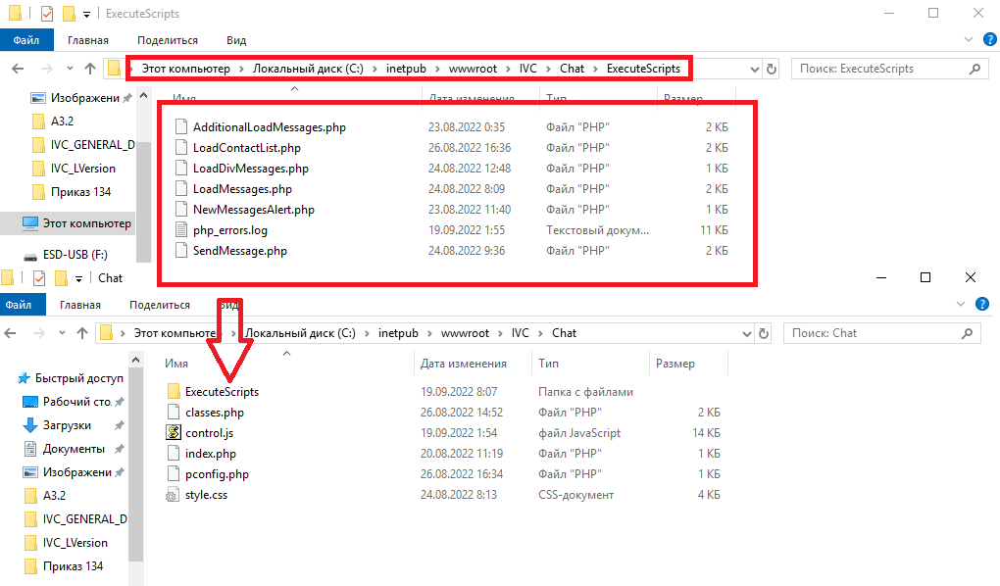 ExecuteScripts
Файл Главная Поделиться Вид
Этот компьютер Локальный диск (C:) inetpub wwwroot IVC Chat ExecuteScripts Поиск: ExecuteScripts
Имя Дата изменения Тип Размер
Изображени
A3.2
IVC_GENERAL_D
IVC_LVersion
Приказ 134
Этот компьютер
ESD-USB (F:)
AdditionalLoadMessages.php 23.08.2022 0:35 Файл "PHP" 2 КБ
LoadContactList.php 26.08.2022 16:36 Файл "PHP" 2 КБ
LoadDivMessages.php 24.08.2022 12:48 Файл "PHP" 1 КБ
LoadMessages.php 24.08.2022 8:09 Файл "PHP" 2 КБ
NewMessagesAlert.php 23.08.2022 11:40 Файл "PHP" 1 КБ
php_errors.log 19.09.2022 1:55 Текстовый докум... 11 КБ
SendMessage.php 24.08.2022 9:36 Файл "PHP" 2 КБ
Chat
Файл Главная Поделиться Вид
Этот компьюте Локальный диск (C:) inetpub wwwroot IVC Chat Поиск: Chat
Имя Дата изменения Тип Размер
Быстрый доступ
Рабочий сто.
Загрузки
Документы
Изображени
A3.2
IVC_GENERAL_D
IVC_LVersion
Приказ 134
ExecuteScripts 19.09.2022 8:07 Папка с файлами
classes.php 26.08.2022 14:52 Файл "PHP" 2 КБ
control.js 19.09.2022 1:54 файл JavaScript 14 КБ
index.php 20.08.2022 11:19 Файл "PHP" 1 КБ
pconfig.php 26.08.2022 16:34 Файл "PHP" 1 КБ
style.css 24.08.2022 8:13 CSS-документ 4 КБ